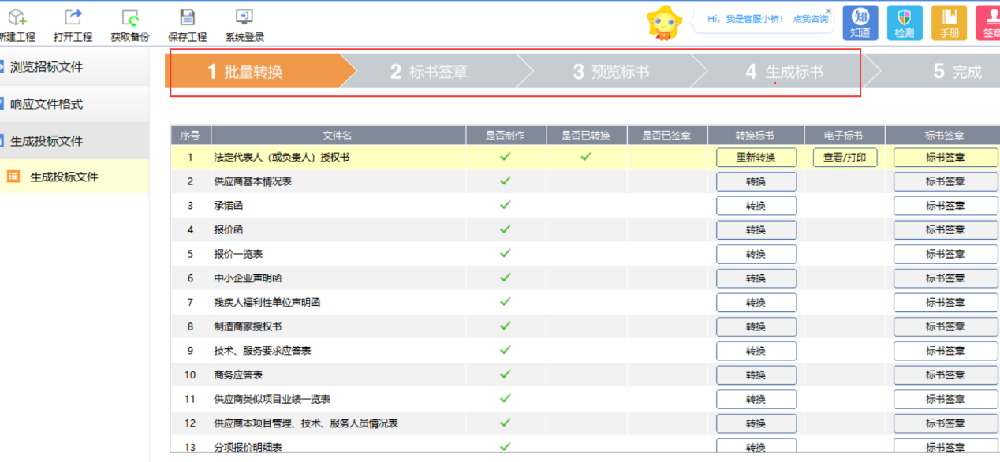 新建工程 打开工程 获取备份 保存工程 系统登录
Hi，我是客服小桥！ 点我咨询
知 知道 检测 手册 签章
浏览招标文件
响应文件格式
生成投标文件
生成投标文件
1 批量转换 2 标书签章 3 预览标书 4 生成标书 5 完成
序号 文件名 是否制作 是否已转换 是否已签章 转换标书 电子标书 标书签章
1 法定代表人（或负责人）授权书 重新转换 查看/打印 标书签章
2 供应商基本情况表 转换 标书签章
3 承诺函 转换 标书签章
4 报价函 转换 标书签章
5 报价一览表 转换 标书签章
6 中小企业声明函 转换 标书签章
7 残疾人福利性单位声明函 转换 标书签章
8 制造商家授权书 转换 标书签章
9 技术、服务要求应答表 转换 标书签章
10 商务应答表 转换 标书签章
11 供应商类似项目业绩一览表 转换 标书签章
12 供应商本项目管理、技术、服务人员情况表 转换 标书签章
13 分项报价明细表 转换 标书签章